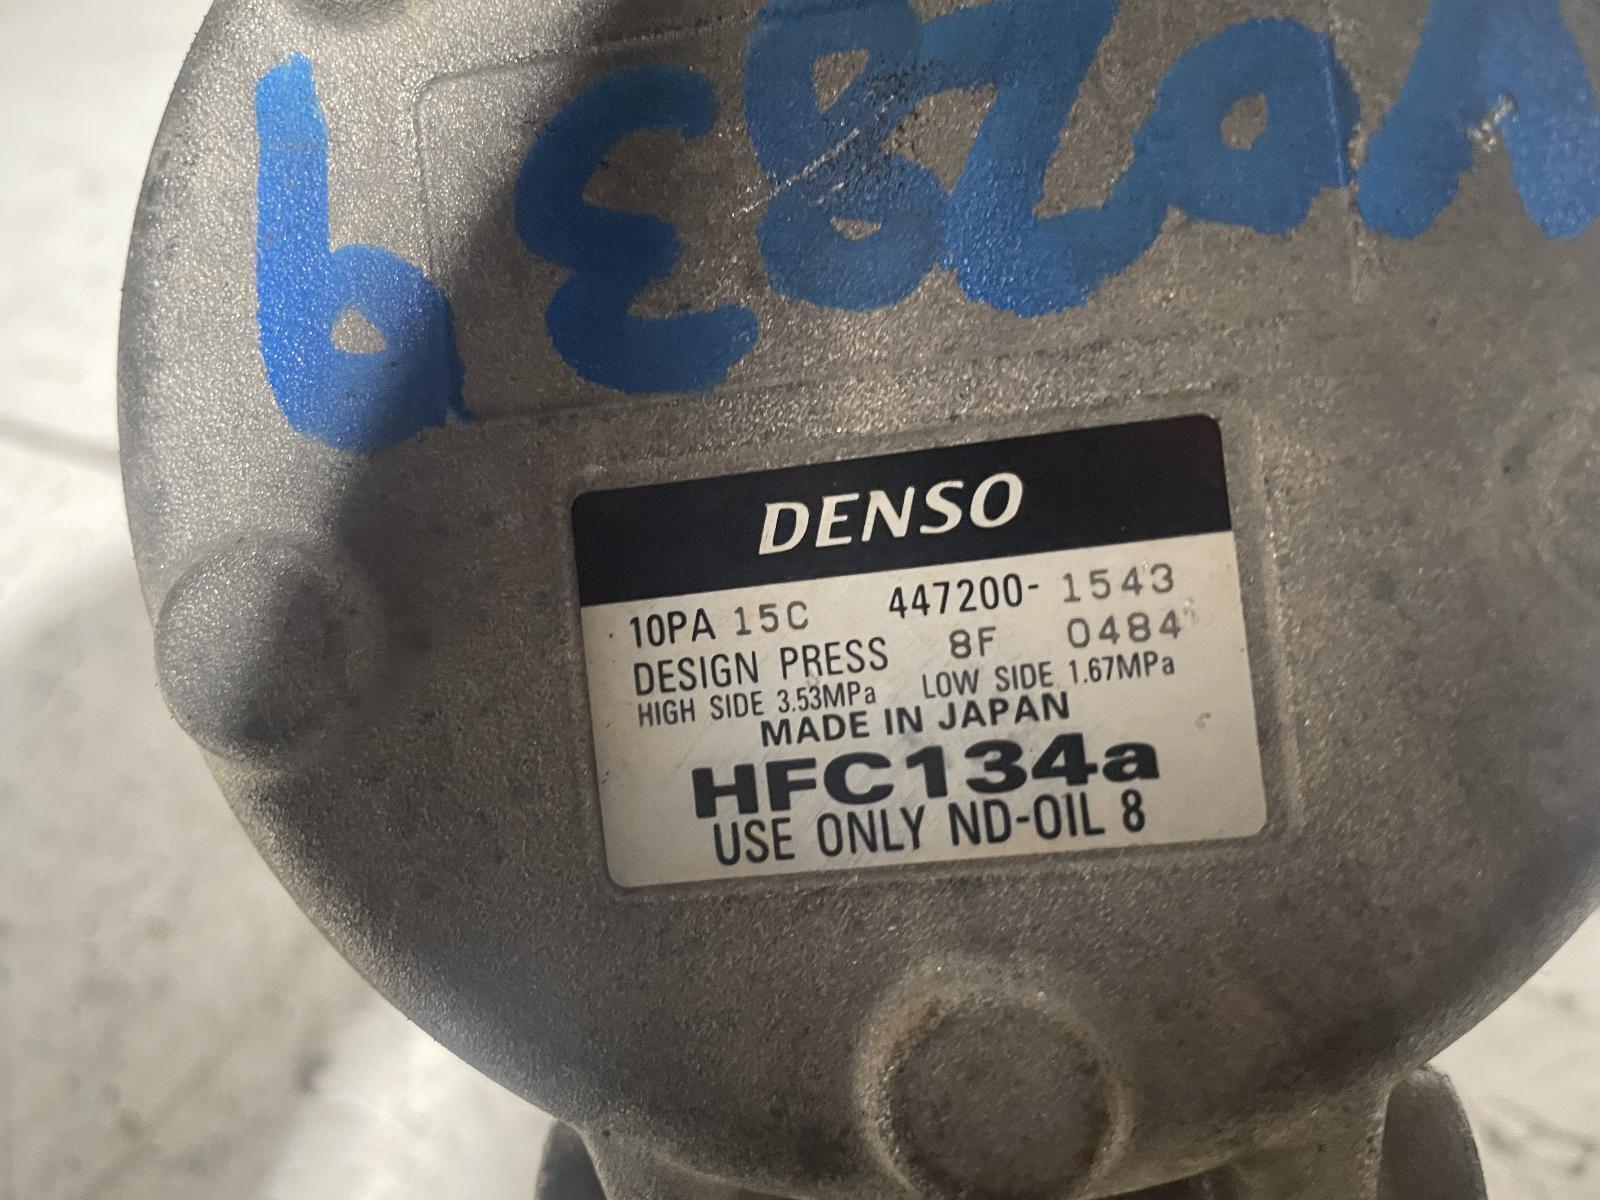 DENSO
10PA 15C 447200- 1543
DESIGN PRESS 8F 0484
HIGH SIDE 3.53MPa LOW SIDE 1.67MPa
MADE IN JAPAN
HFC134a
USE ONLY ND-OIL 8